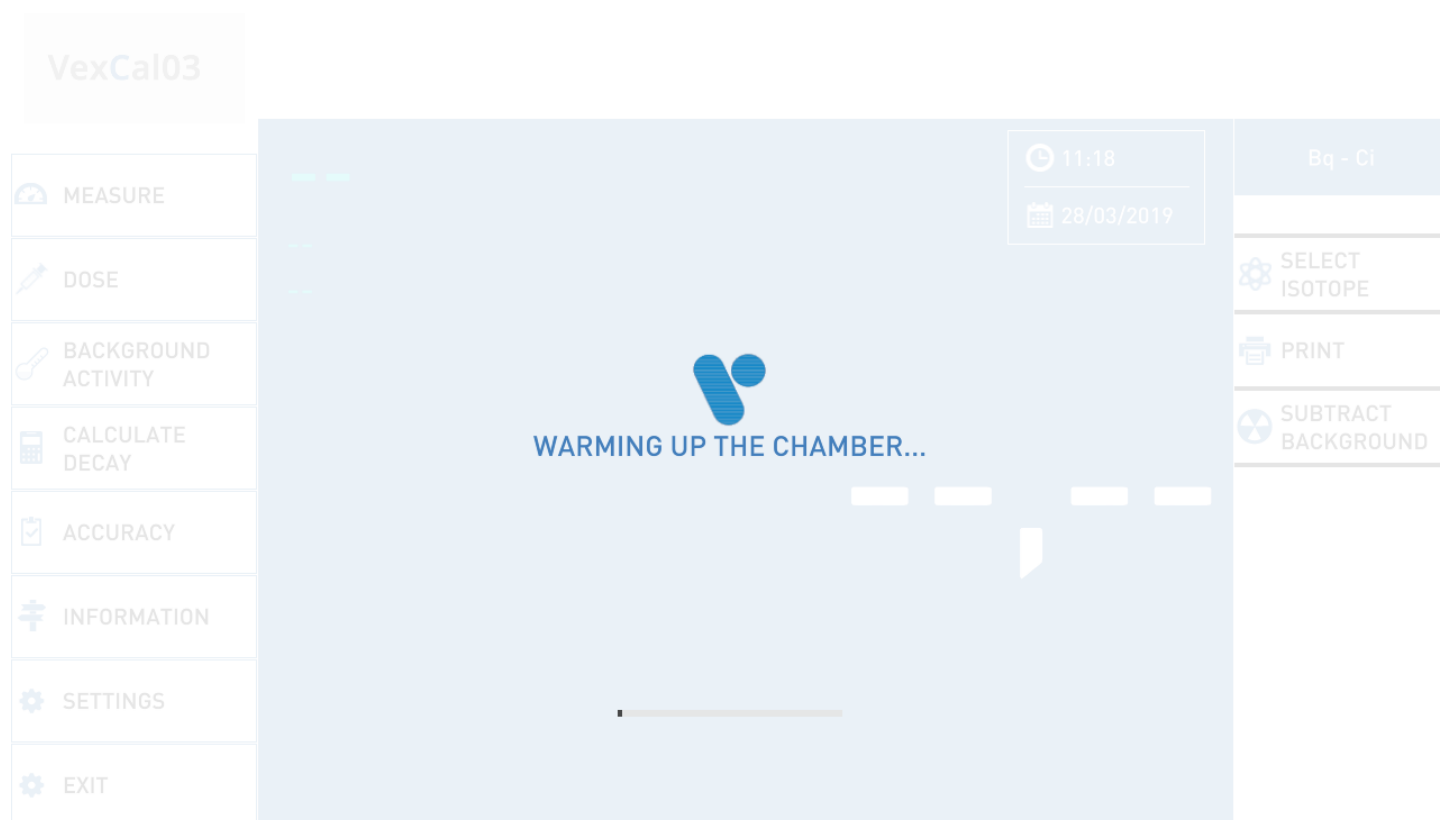 VexCal03
11:18
Bq - Ci
MEASURE
28/03/2019
SELECT
ISOTOPE
DOSE
BACKGROUND
ACTIVITY
PRINT
CALCULATE
DECAY
WARMING UP THE CHAMBER...
SUBTRACT
BACKGROUND
ACCURACY
INFORMATION
SETTINGS
EXIT